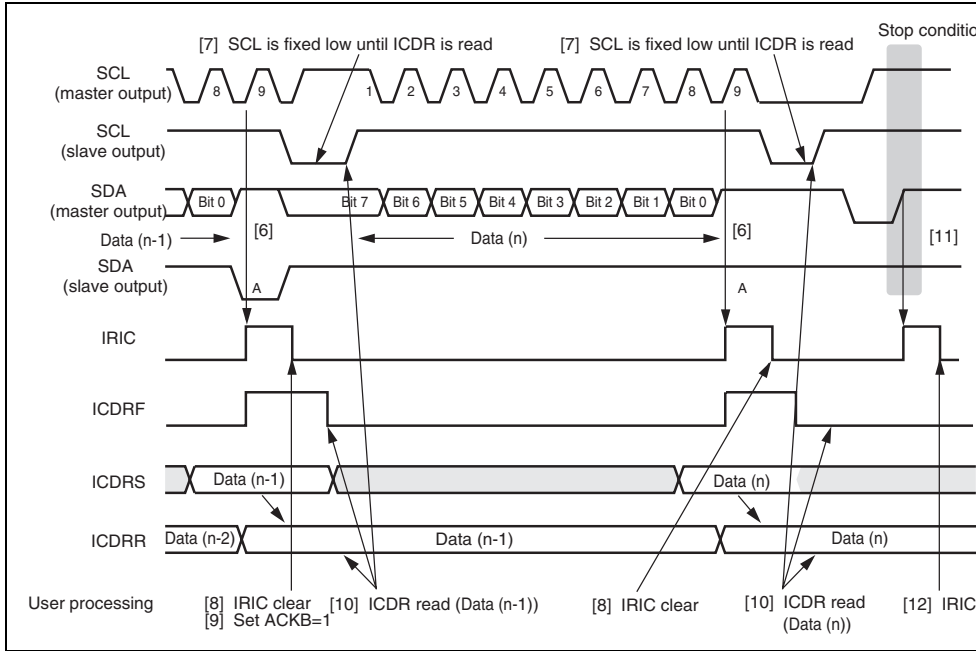 [7] SCL is fixed low until ICDR is read
[7] SCL is fixed low until ICDR is read
Stop conditio
SCL
(master output)
8 9 1 2 3 4 5 6 7 8 9
SCL
(slave output)
SDA
(master output)
Bit 0 Bit 7 Bit 6 Bit 5 Bit 4 Bit 3 Bit 2 Bit 1 Bit 0
Data (n-1) [6] Data (n) [6] [11]
SDA
(slave output)
A A
IRIC
ICDRF
ICDRS
Data (n-1) Data (n)
ICDRR
Data (n-2) Data (n-1) Data (n)
User processing
[8] IRIC clear
[9] Set ACKB=1
[10] ICDR read (Data (n-1))
[8] IRIC clear
[10] ICDR read
(Data (n))
[12] IRIC